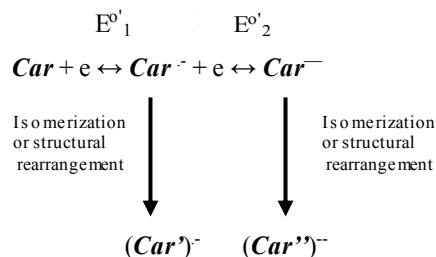 E°'₁ E°'₂
Car + e ↔ Car ·- + e ↔ Car—
Isomerization Isomerization
or structural or structural
rearrangement rearrangement
(Car')·- (Car'')--